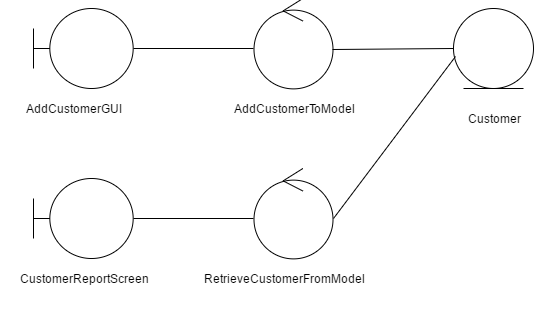 AddCustomerGUI
AddCustomerToModel
Customer
CustomerReportScreen
RetrieveCustomerFromModel